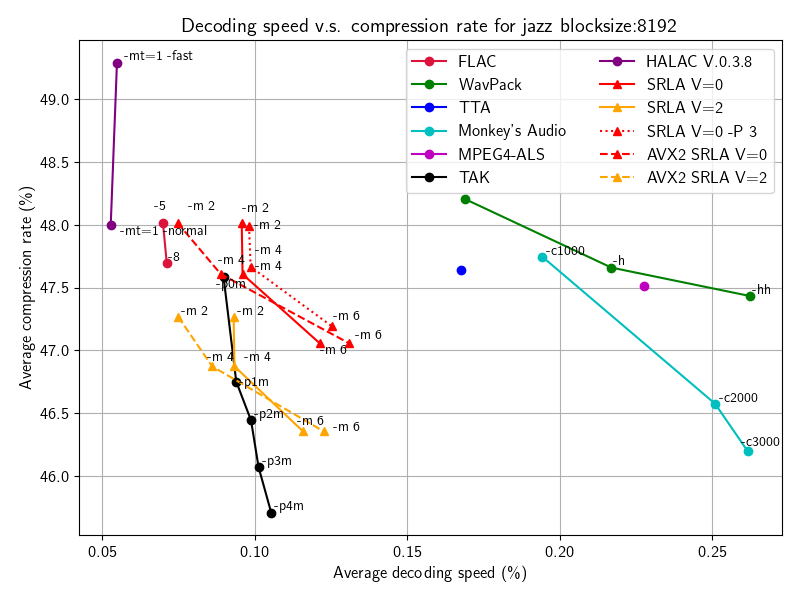 Decoding speed v.s. compression rate for jazz blocksize:8192
Average compression rate (%)
49.0
48.5
48.0
47.5
47.0
46.5
46.0
0.05
0.10
0.15
0.20
0.25
Average decoding speed (%)
FLAC
WavPack
TTA
Monkey's Audio
MPEG4-ALS
TAK
HALAC V.0.3.8
SRLA V=0
SRLA V=2
SRLA V=0 -P 3
AVX2 SRLA V=0
AVX2 SRLA V=2
-mt=1 -fast
-mt=1 -normal
-5
-8
-m 2
-m 2
-m 2
-m 4
-m 4
-m 4
-p0m
-m 6
-m 6
-m 6
-m 2
-m 2
-m 4
-m 4
-p1m
-p2m
-m 6
-m 6
-p3m
-p4m
-c1000
-h
-hh
-c2000
-c3000